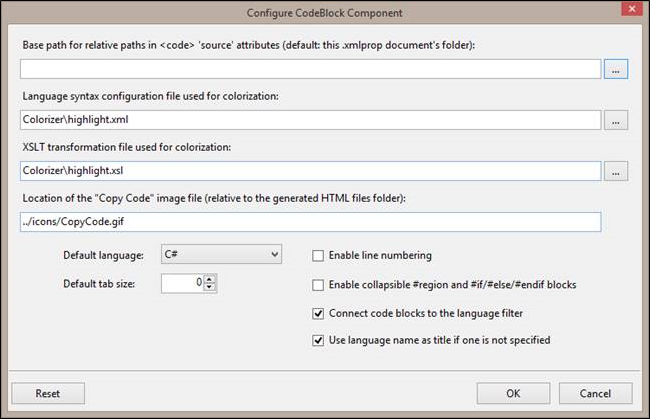 Configure CodeBlock Component
Base path for relative paths in <code> 'source' attributes (default: this .xmlprop document's folder):
...
Language syntax configuration file used for colorization:
Colorizer\highlight.xml
...
XSLT transformation file used for colorization:
Colorizer\highlight.xsl
...
Location of the "Copy Code" image file (relative to the generated HTML files folder):
../icons/CopyCode.gif
Default language: C#
Enable line numbering
Default tab size: 0
Enable collapsible #region and #if/#else/#endif blocks
Connect code blocks to the language filter
Use language name as title if one is not specified
Reset OK Cancel